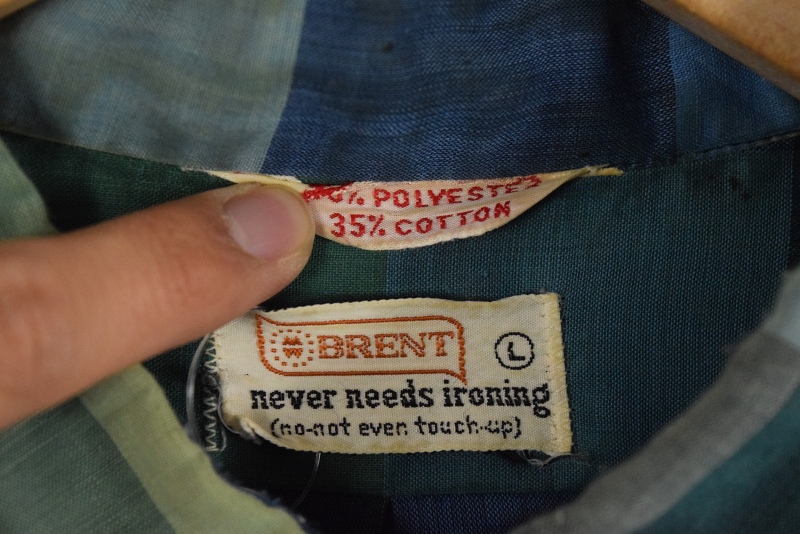 % POLYESTER
35% COTTON
BRENT
L
never needs ironing
(no-not even touch-up)